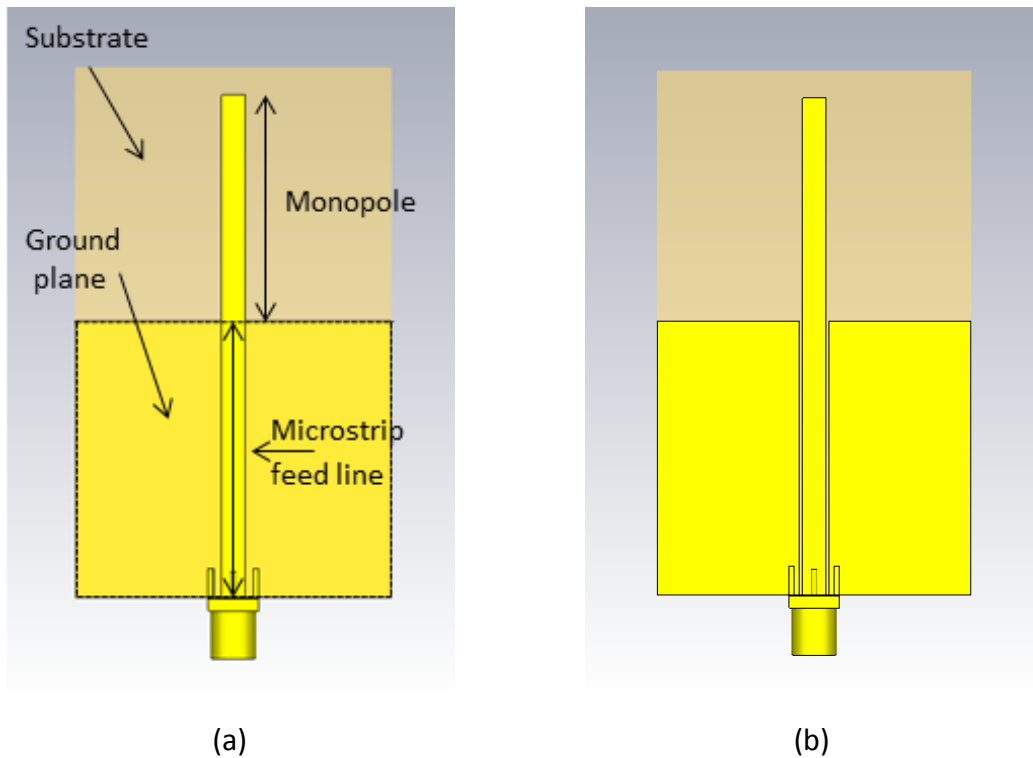 Substrate
Monopole
Ground
plane
Microstrip
feed line
(a)
(b)